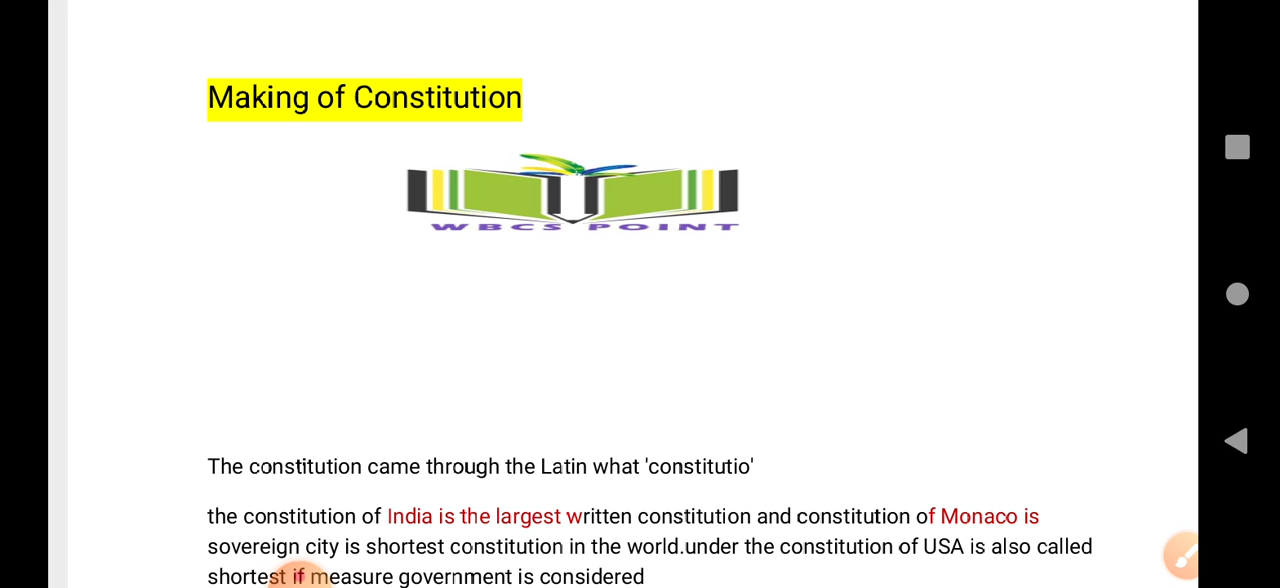 Making of Constitution
WBCS POINT
The constitution came through the Latin what 'constitutio'
the constitution of India is the largest written constitution and constitution of Monaco is
sovereign city is shortest constitution in the world.under the constitution of USA is also called
shortest if measure government is considered